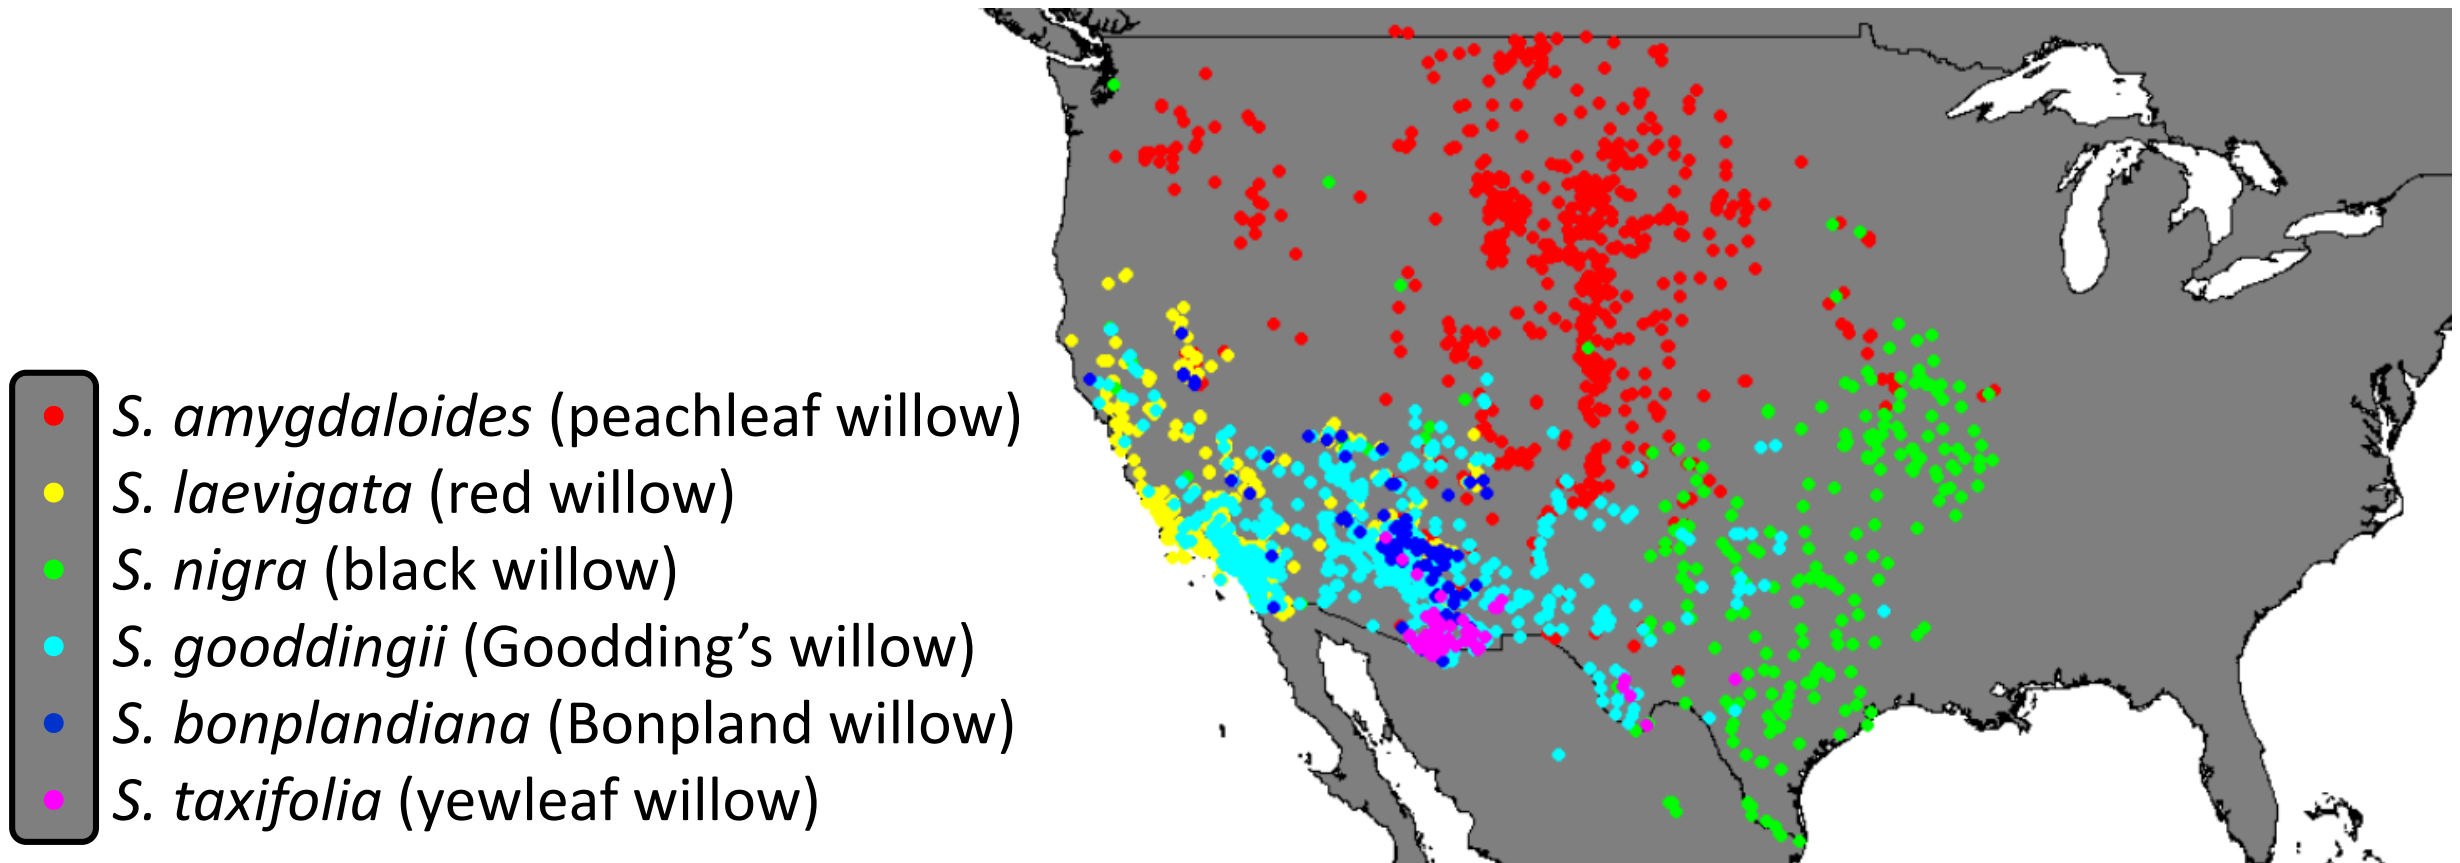 S. amygdaloides (peachleaf willow)
S. laevigata (red willow)
S. nigra (black willow)
S. gooddingii (Goodding’s willow)
S. bonplandiana (Bonpland willow)
S. taxifolia (yewleaf willow)